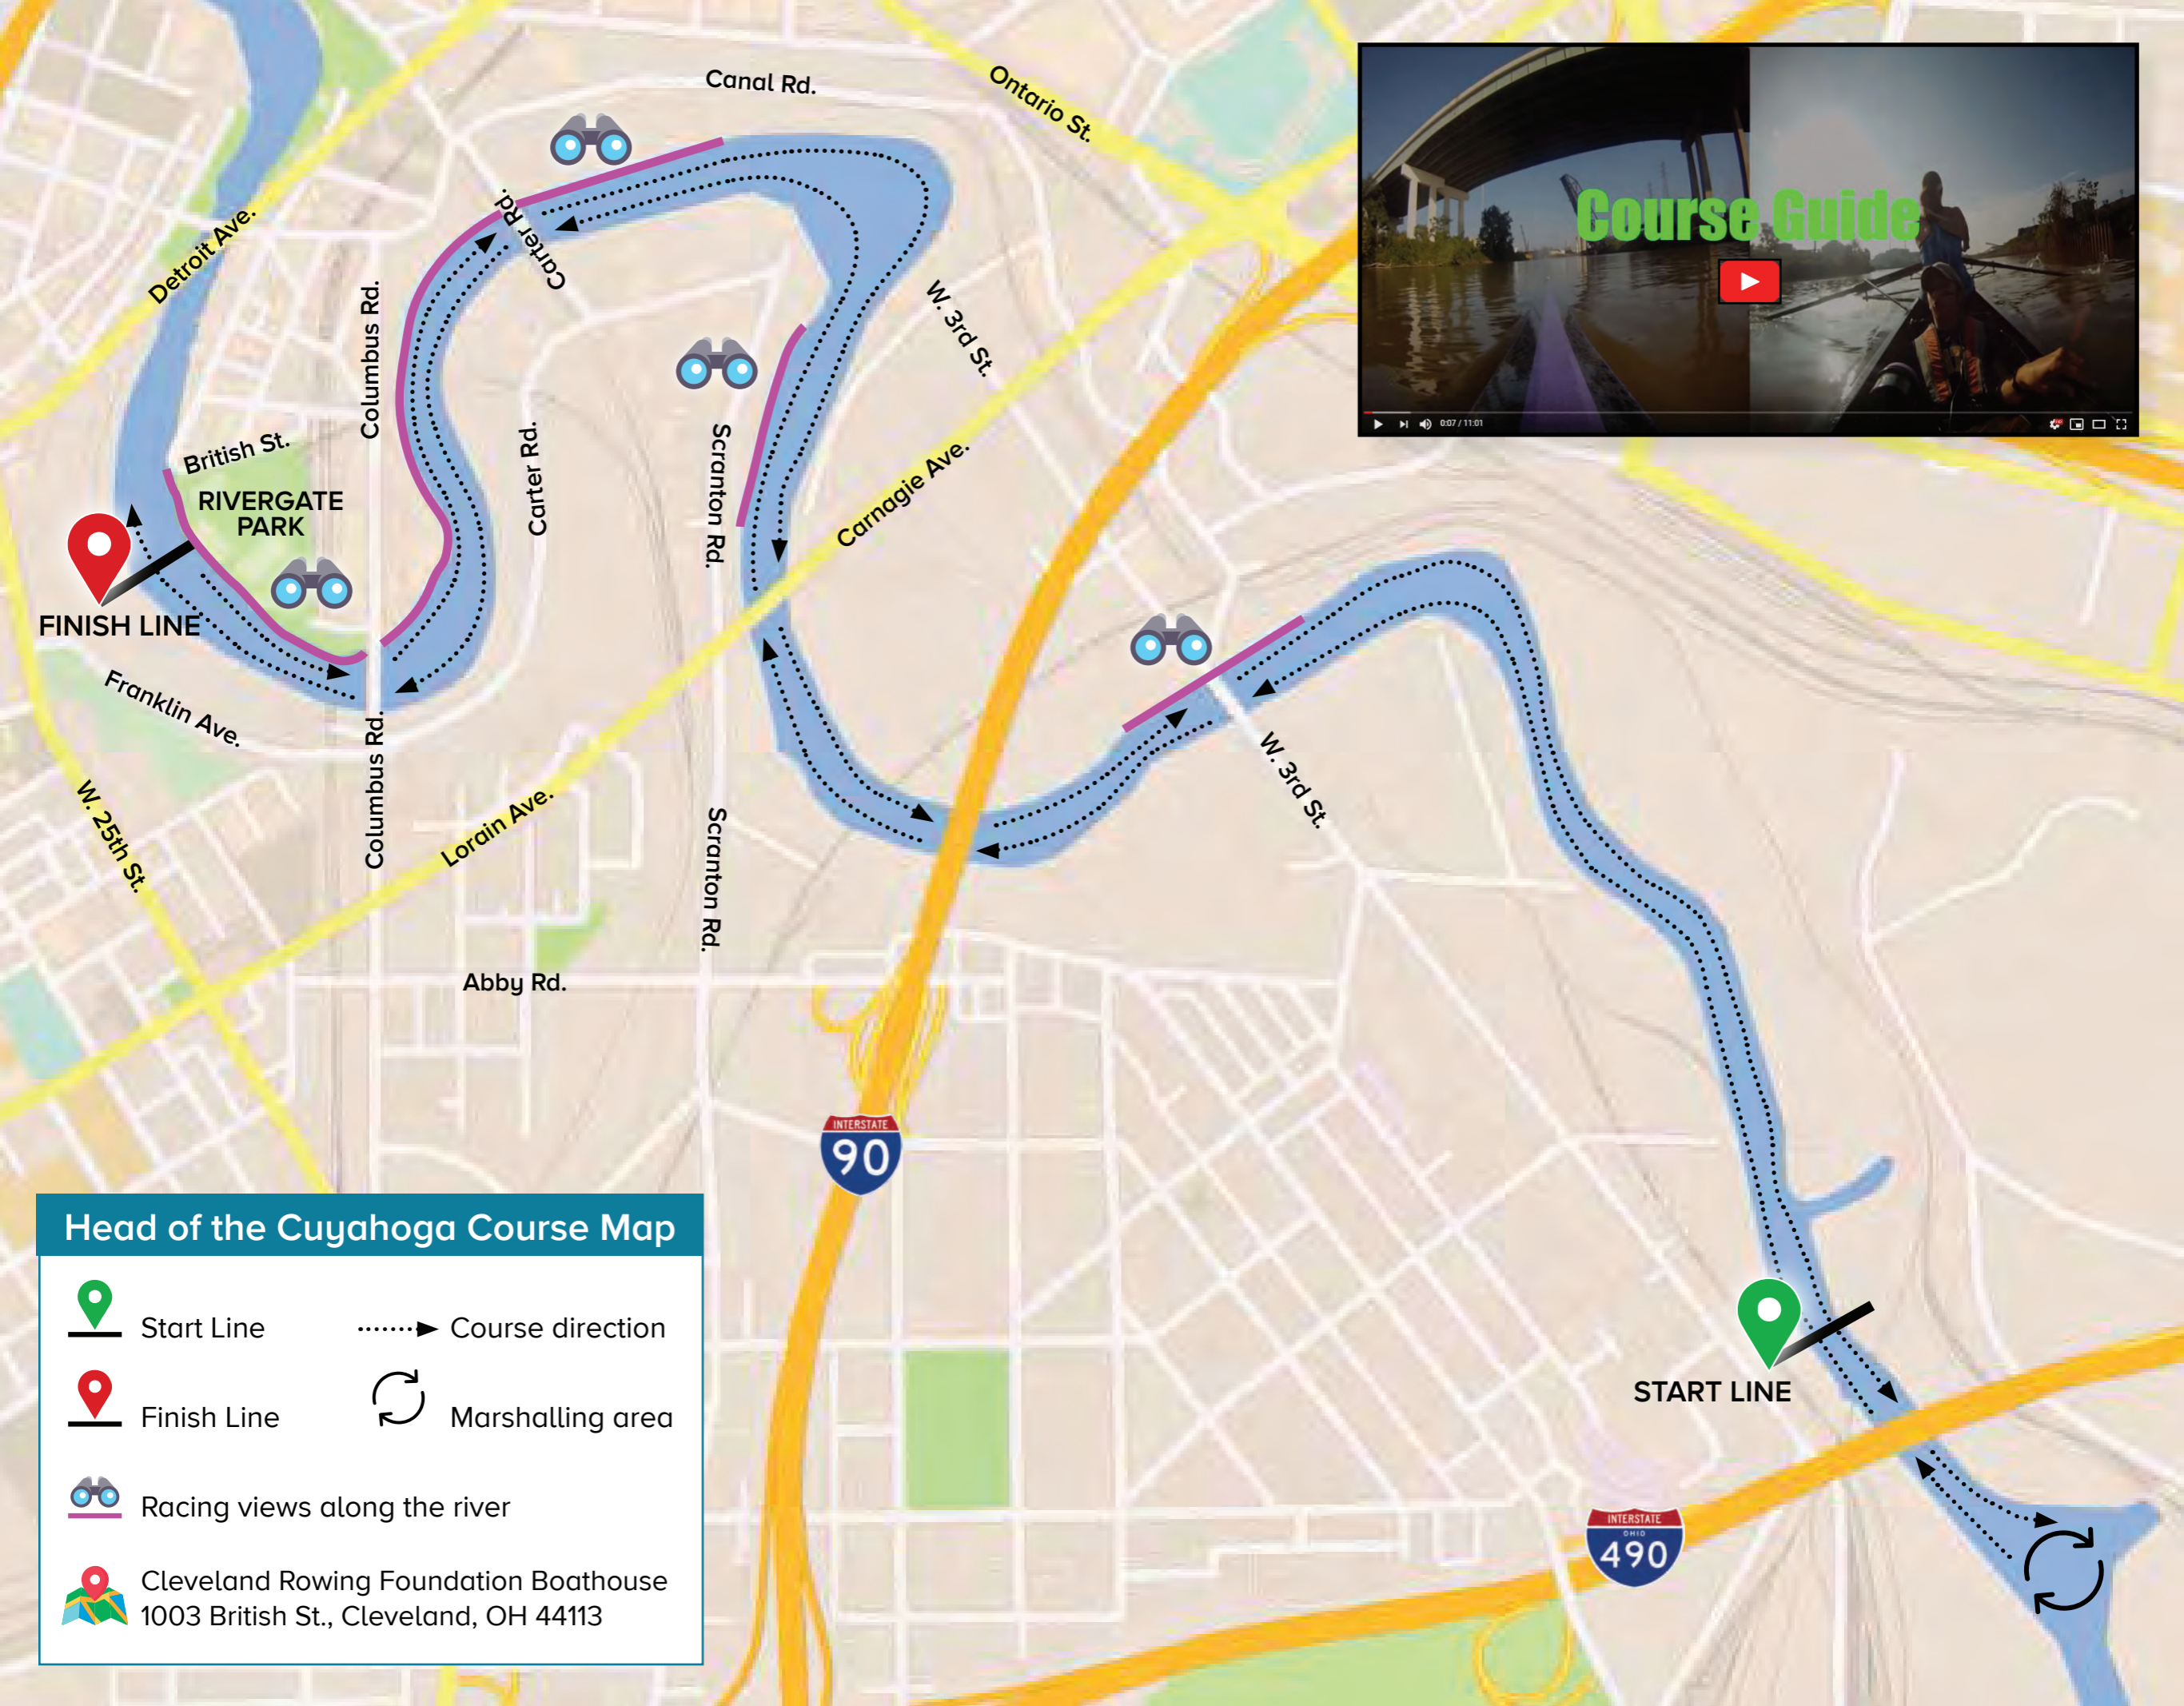 Canal Rd.
Ontario St.
Course Guide
0:07 / 11:01
Detroit Ave.
Carter Rd.
Columbus Rd.
W. 3rd St.
British St.
RIVERGATE
PARK
Carter Rd.
Scranton Rd.
Carnagie Ave.
FINISH LINE
Franklin Ave.
W. 25th St.
Columbus Rd.
Lorain Ave.
Scranton Rd.
W. 3rd St.
Abby Rd.
INTERSTATE
90
START LINE
INTERSTATE
OHIO
490
Head of the Cuyahoga Course Map
Start Line
Course direction
Finish Line
Marshalling area
Racing views along the river
Cleveland Rowing Foundation Boathouse
1003 British St., Cleveland, OH 44113